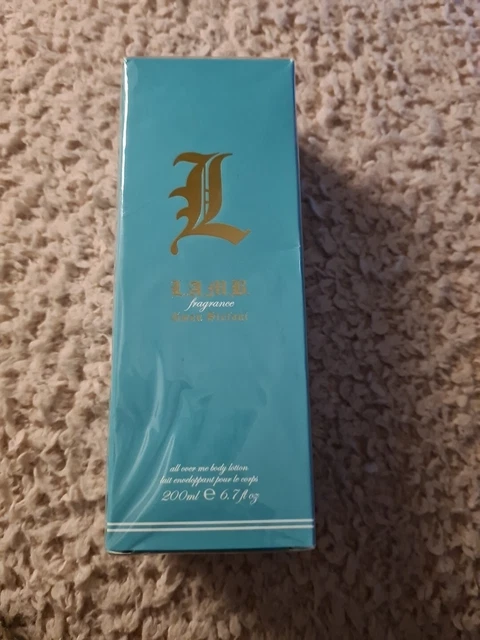 L
L.A.M.B.
fragrance
Gwen Stefani
all over me body lotion
lait enveloppant pour le corps
200ml ℮ 6.7 fl oz